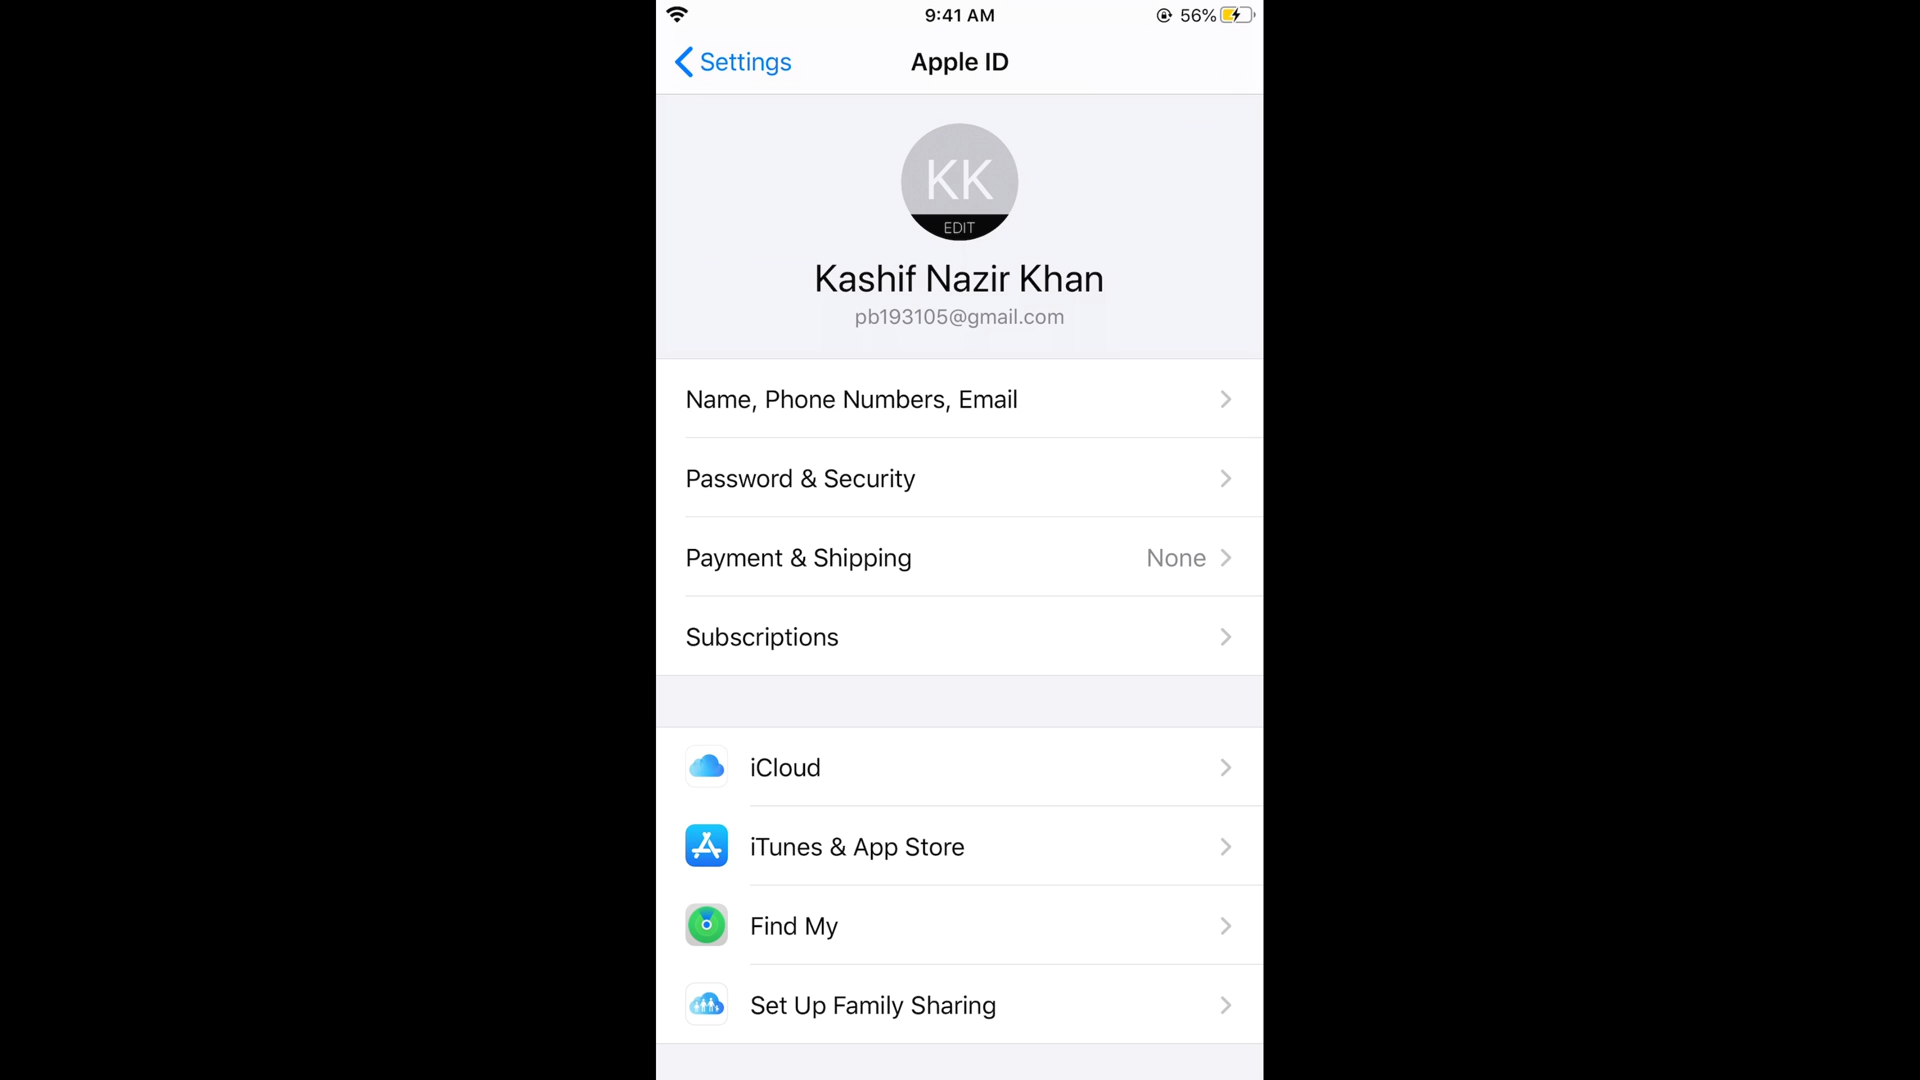 9:41 AM
56%
Settings
Apple ID
KK
EDIT
Kashif Nazir Khan
pb193105@gmail.com
Name, Phone Numbers, Email
Password & Security
Payment & Shipping None
Subscriptions
iCloud
iTunes & App Store
Find My
Set Up Family Sharing